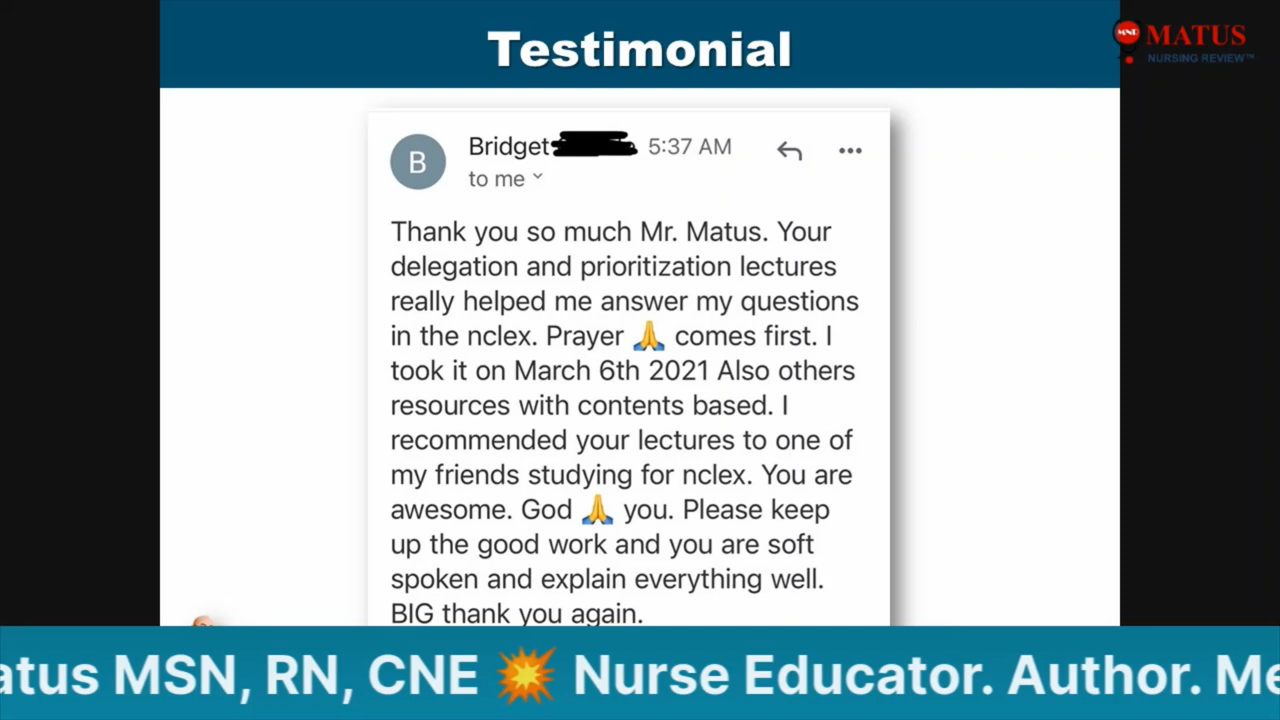 Testimonial
MNR
MATUS
NURSING REVIEW™
B
Bridget
5:37 AM
to me
Thank you so much Mr. Matus. Your
delegation and prioritization lectures
really helped me answer my questions
in the nclex. Prayer 🙏 comes first. I
took it on March 6th 2021 Also others
resources with contents based. I
recommended your lectures to one of
my friends studying for nclex. You are
awesome. God 🙏 you. Please keep
up the good work and you are soft
spoken and explain everything well.
BIG thank you again.
atus MSN, RN, CNE 💥 Nurse Educator. Author. Me